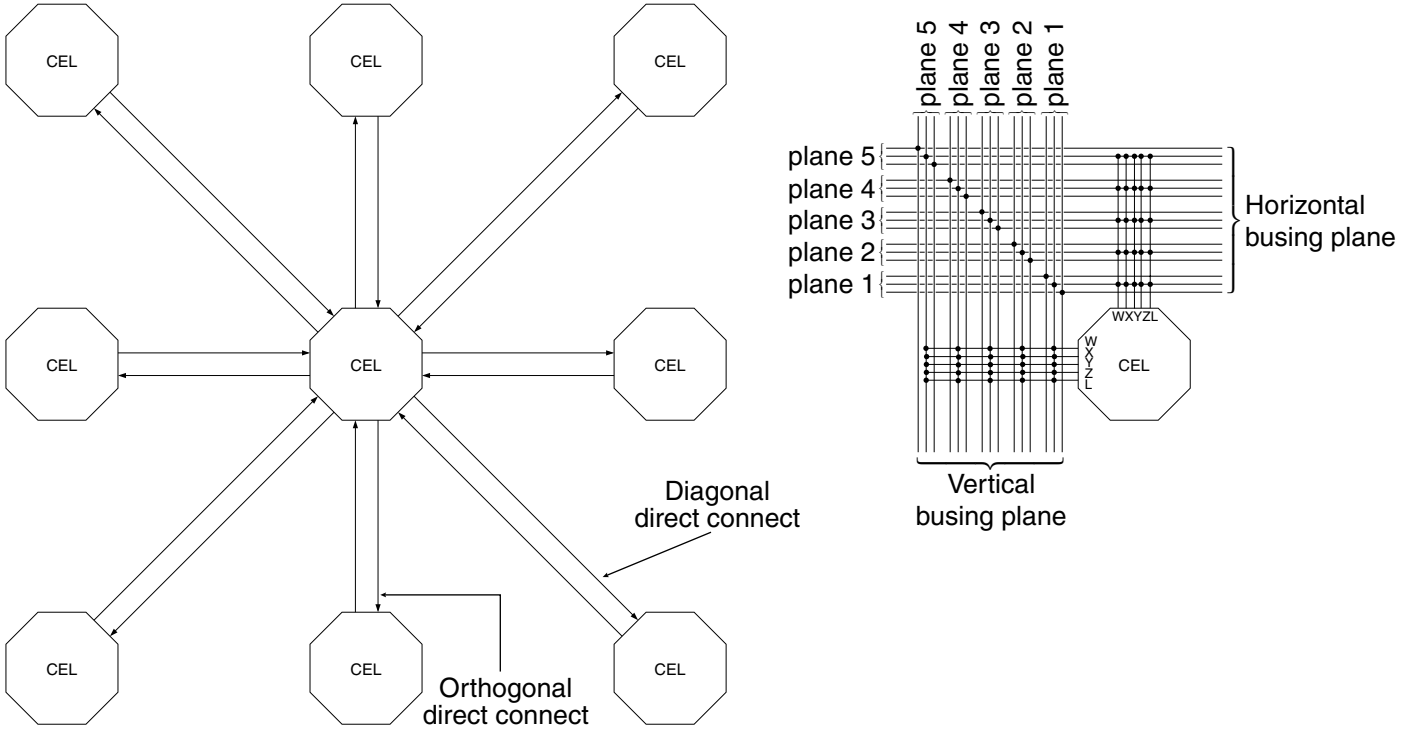 CEL
CEL
CEL
CEL
CEL
CEL
CEL
CEL
CEL
Diagonal
direct connect
Orthogonal
direct connect
plane 5
plane 4
plane 3
plane 2
plane 1
plane 5
plane 4
plane 3
plane 2
plane 1
Horizontal
busing plane
WXYZL
W
X
Y
Z
L
CEL
Vertical
busing plane